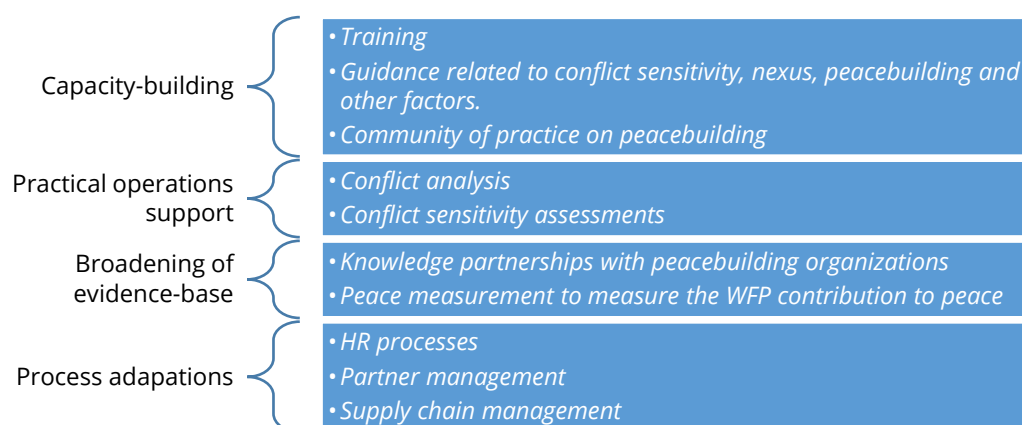 Capacity-building
• Training
• Guidance related to conflict sensitivity, nexus, peacebuilding and
other factors.
• Community of practice on peacebuilding
Practical operations
support
• Conflict analysis
• Conflict sensitivity assessments
Broadening of
evidence-base
• Knowledge partnerships with peacebuilding organizations
• Peace measurement to measure the WFP contribution to peace
Process adapations
• HR processes
• Partner management
• Supply chain management